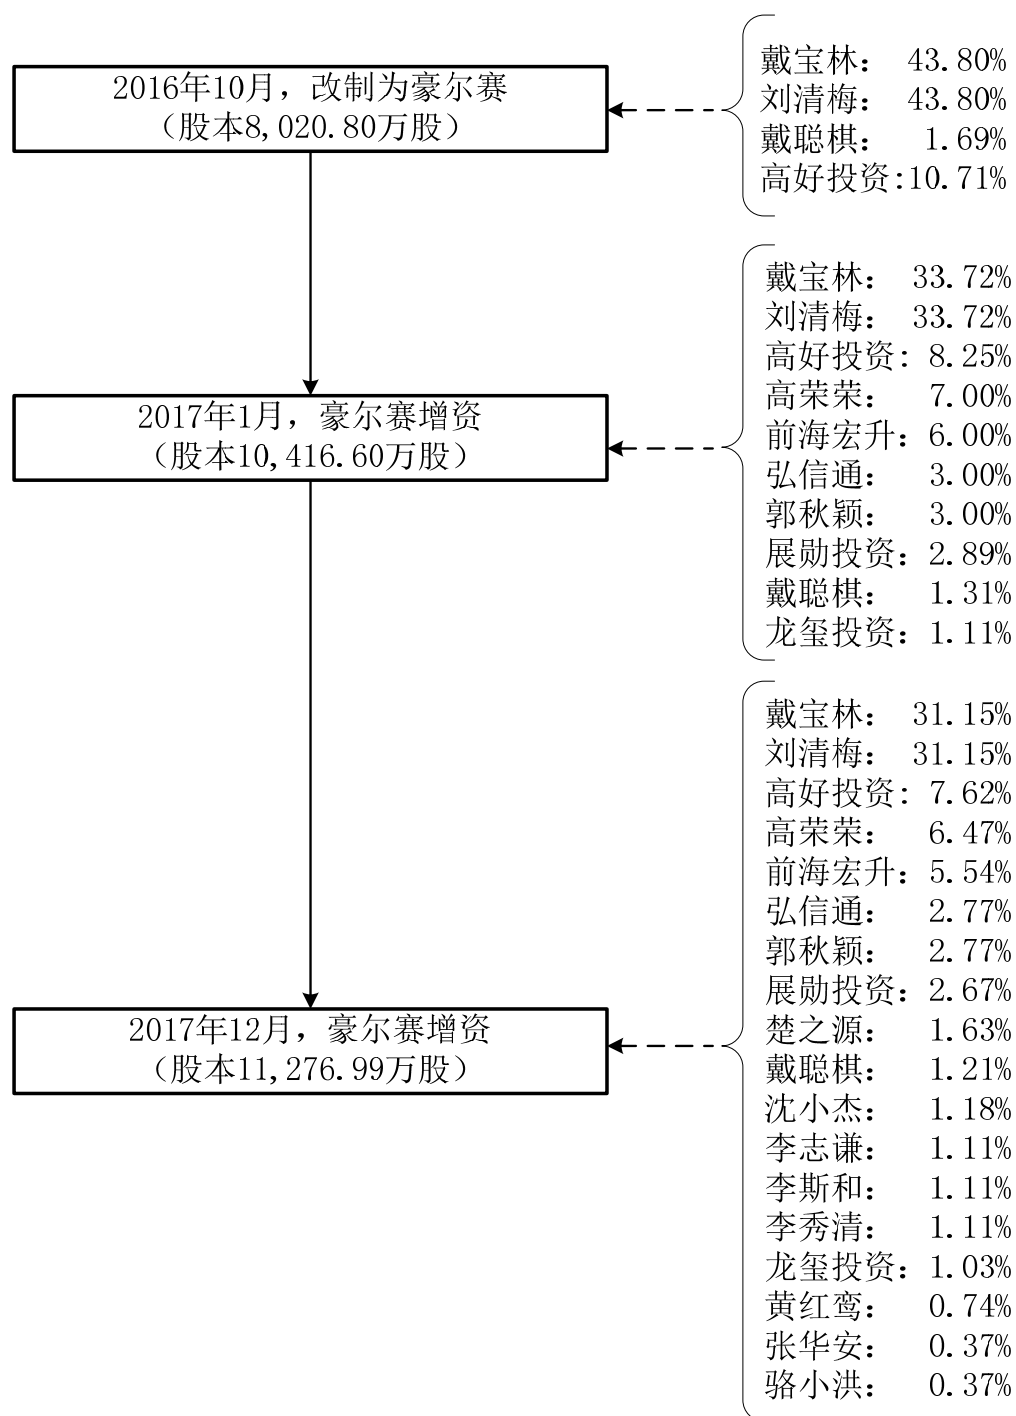 2016年10月，改制为豪尔赛
（股本8,020.80万股）
戴宝林： 43.80%
刘清梅： 43.80%
戴聪棋： 1.69%
高好投资:10.71%
2017年1月，豪尔赛增资
（股本10,416.60万股）
戴宝林： 33.72%
刘清梅： 33.72%
高好投资: 8.25%
高荣荣： 7.00%
前海宏升：6.00%
弘信通： 3.00%
郭秋颖： 3.00%
展勋投资：2.89%
戴聪棋： 1.31%
龙玺投资：1.11%
2017年12月，豪尔赛增资
（股本11,276.99万股）
戴宝林： 31.15%
刘清梅： 31.15%
高好投资: 7.62%
高荣荣： 6.47%
前海宏升：5.54%
弘信通： 2.77%
郭秋颖： 2.77%
展勋投资：2.67%
楚之源： 1.63%
戴聪棋： 1.21%
沈小杰： 1.18%
李志谦： 1.11%
李斯和： 1.11%
李秀清： 1.11%
龙玺投资：1.03%
黄红鸾： 0.74%
张华安： 0.37%
骆小洪： 0.37%